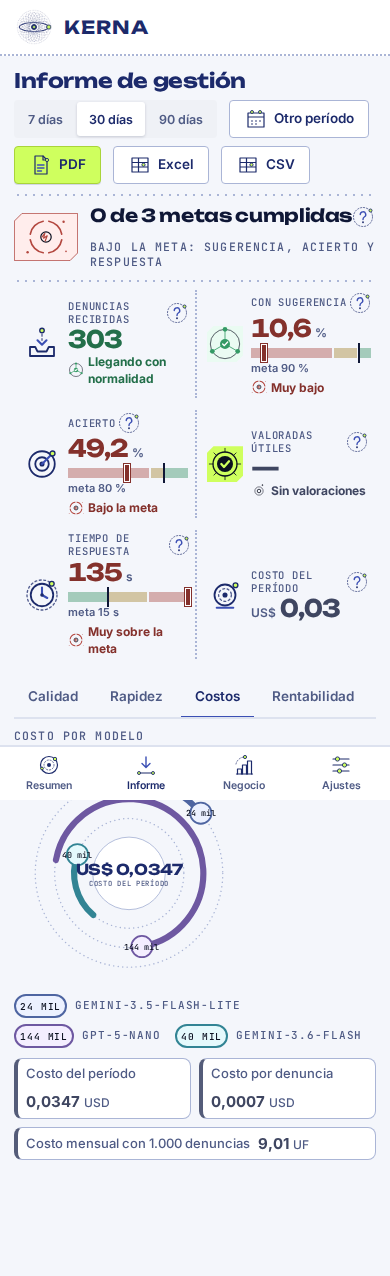 KERNA
Informe de gestión
7 días 30 días 90 días Otro período
PDF Excel CSV
0 de 3 metas cumplidas ?
BAJO LA META: SUGERENCIA, ACIERTO Y
RESPUESTA
DENUNCIAS
RECIBIDAS ?
303
Llegando con
normalidad
CON SUGERENCIA ?
10,6 %
meta 90 %
Muy bajo
ACIERTO ?
49,2 %
meta 80 %
Bajo la meta
VALORADAS
ÚTILES ?
—
Sin valoraciones
TIEMPO DE
RESPUESTA ?
135 s
meta 15 s
Muy sobre la
meta
COSTO DEL
PERÍODO ?
US$ 0,03
Calidad Rapidez Costos Rentabilidad
COSTO POR MODELO
Resumen Informe Negocio Ajustes
24 mil
40 mil
US$ 0,0347
COSTO DEL PERÍODO
144 mil
24 MIL GEMINI-3.5-FLASH-LITE
144 MIL GPT-5-NANO 40 MIL GEMINI-3.6-FLASH
Costo del período
0,0347 USD
Costo por denuncia
0,0007 USD
Costo mensual con 1.000 denuncias 9,01 UF